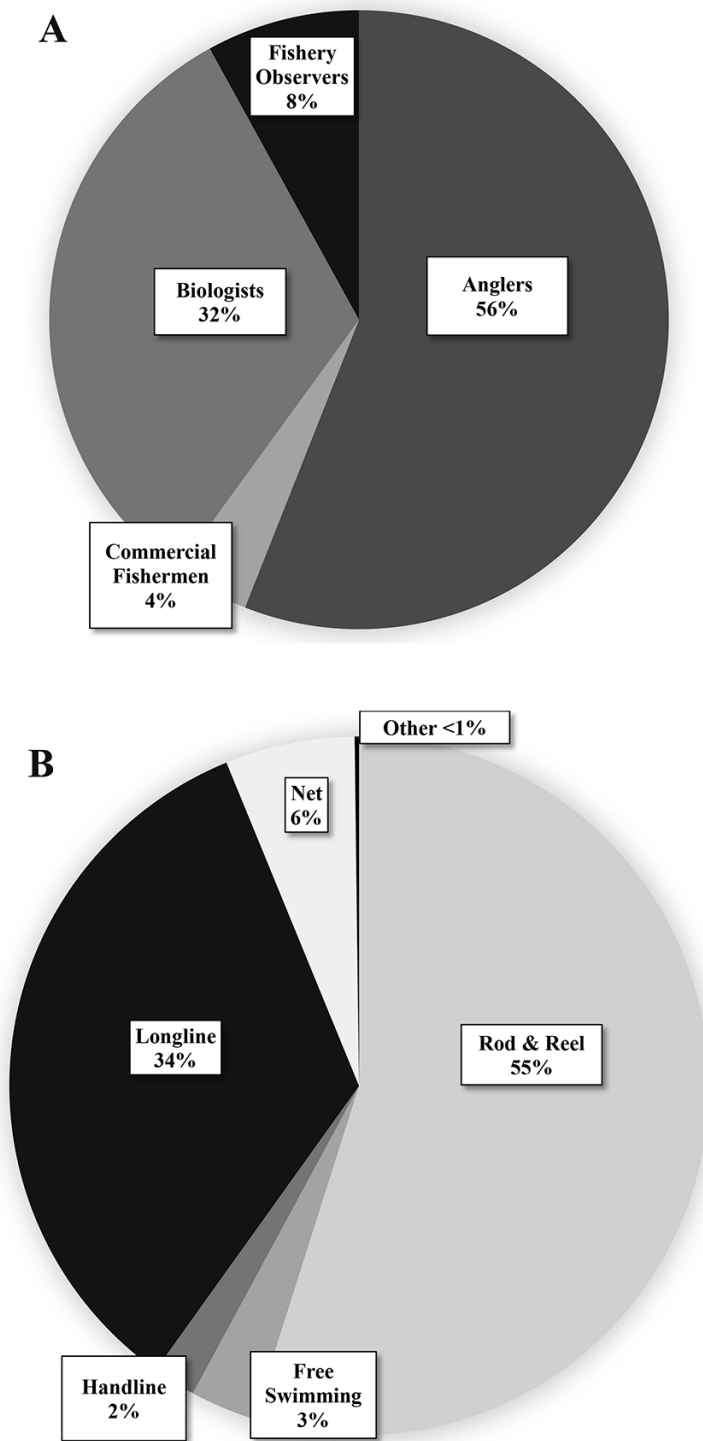 A
Fishery
Observers
8%
Biologists
32%
Anglers
56%
Commercial
Fishermen
4%
B
Other <1%
Net
6%
Longline
34%
Rod & Reel
55%
Handline
2%
Free
Swimming
3%